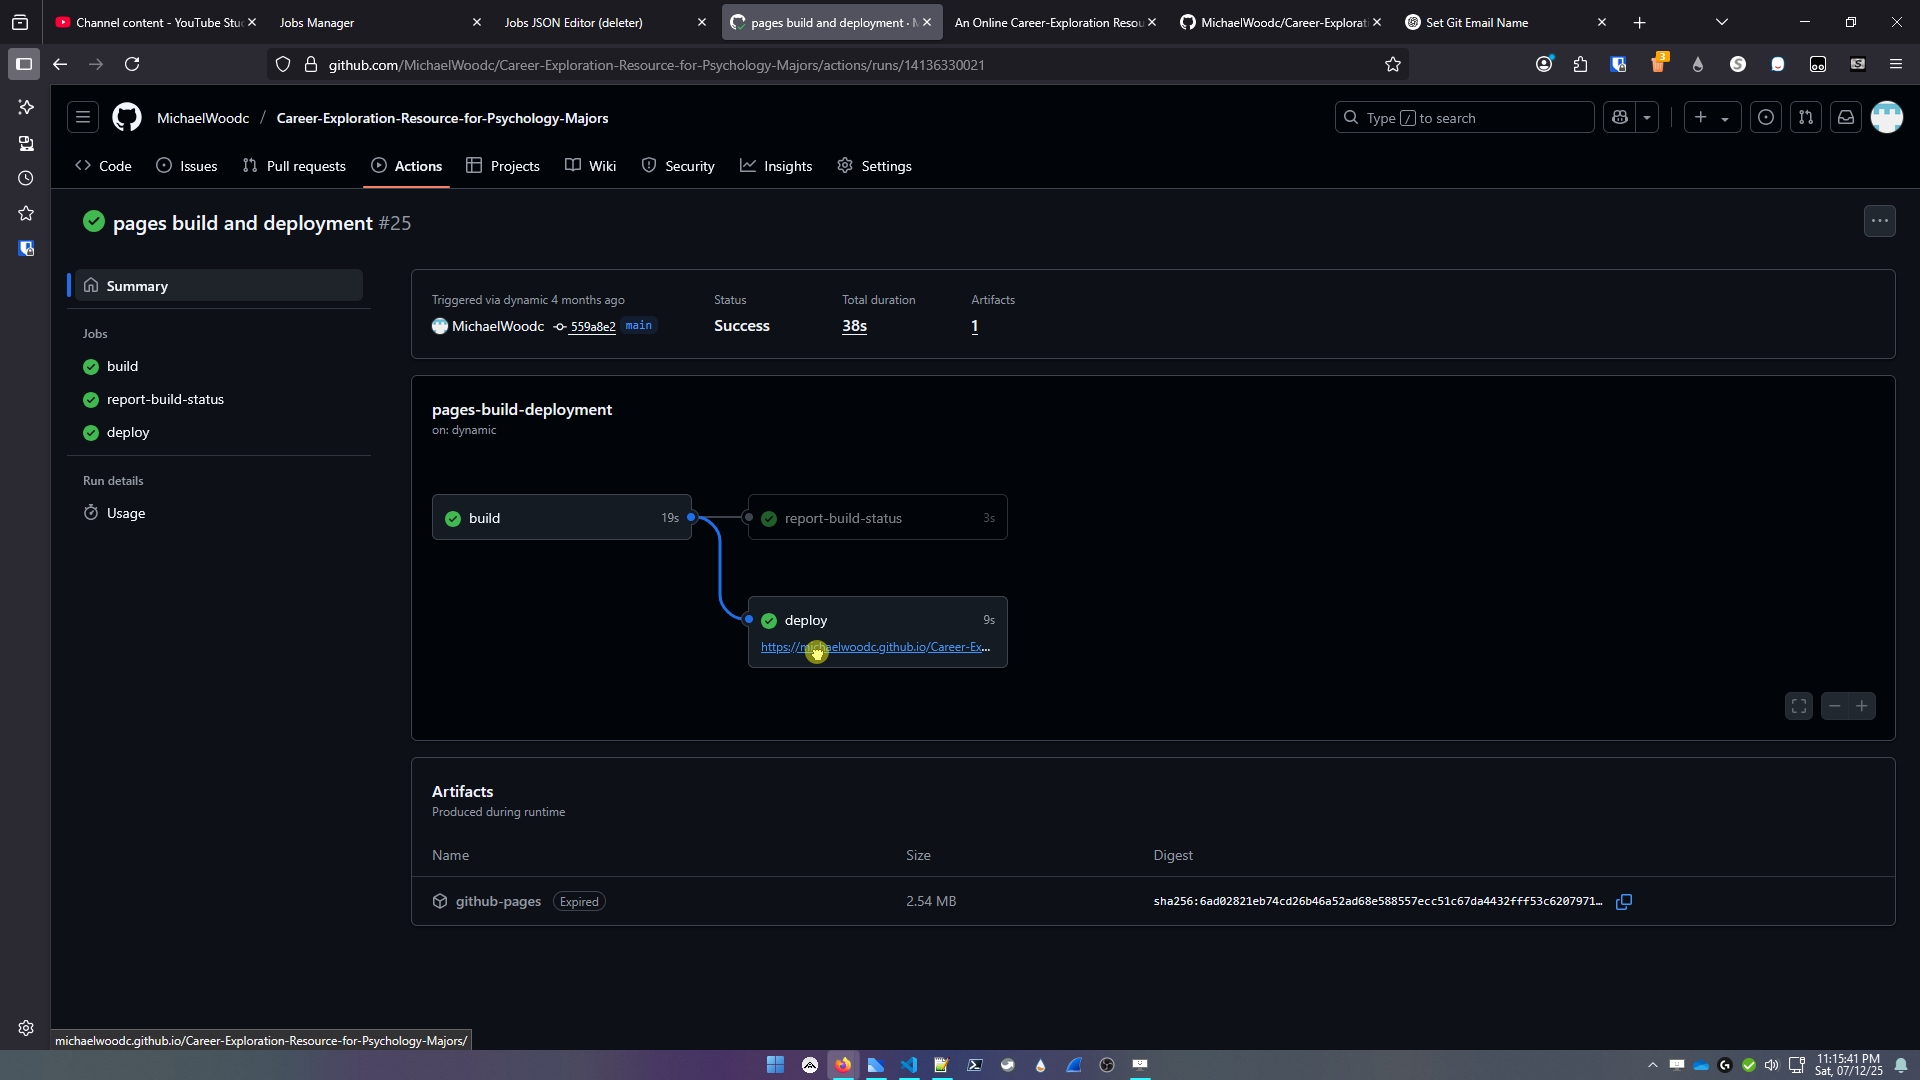 Channel content - YouTube Stu
Jobs Manager
Jobs JSON Editor (deleter)
pages build and deployment · M
An Online Career-Exploration Resou
MichaelWoodc/Career-Explorati
Set Git Email Name
github.com/MichaelWoodc/Career-Exploration-Resource-for-Psychology-Majors/actions/runs/14136330021
3
MichaelWoodc / Career-Exploration-Resource-for-Psychology-Majors
Type / to search
Code
Issues
Pull requests
Actions
Projects
Wiki
Security
Insights
Settings
pages build and deployment #25
Summary
Jobs
build
report-build-status
deploy
Run details
Usage
Triggered via dynamic 4 months ago
MichaelWoodc 559a8e2 main
Status
Success
Total duration
38s
Artifacts
1
pages-build-deployment
on: dynamic
build 19s
report-build-status 3s
deploy 9s
https://michaelwoodc.github.io/Career-Ex...
Artifacts
Produced during runtime
Name Size Digest
github-pages Expired 2.54 MB sha256:6ad02821eb74cd26b46a52ad68e588557ecc51c67da4432fff53c6207971…
michaelwoodc.github.io/Career-Exploration-Resource-for-Psychology-Majors/
11:15:41 PM
Sat, 07/12/25